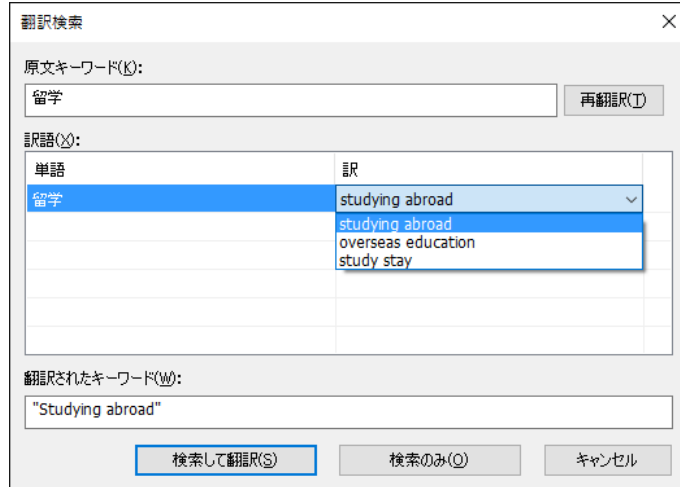 翻訳検索
原文キーワード(K):
留学
再翻訳(T)
訳語(X):
単語 訳
留学 studying abroad
studying abroad
overseas education
study stay
翻訳されたキーワード(W):
"Studying abroad"
検索して翻訳(S) 検索のみ(O) キャンセル